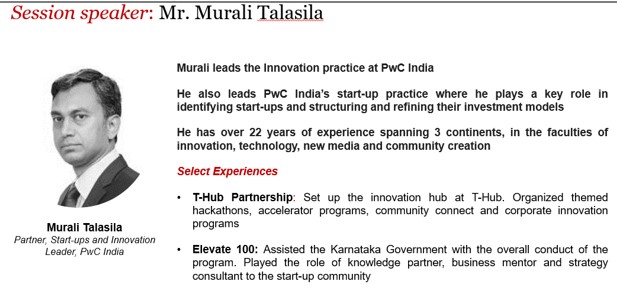 Session speaker: Mr. Murali Talasila
Murali leads the Innovation practice at PwC India
He also leads PwC India's start-up practice where he plays a key role in
identifying start-ups and structuring and refining their investment models
He has over 22 years of experience spanning 3 continents, in the faculties of
innovation, technology, new media and community creation
Select Experiences
• T-Hub Partnership: Set up the innovation hub at T-Hub. Organized themed
hackathons, accelerator programs, community connect and corporate innovation
programs
• Elevate 100: Assisted the Karnataka Government with the overall conduct of the
program. Played the role of knowledge partner, business mentor and strategy
consultant to the start-up community
Murali Talasila
Partner, Start-ups and Innovation
Leader, PwC India